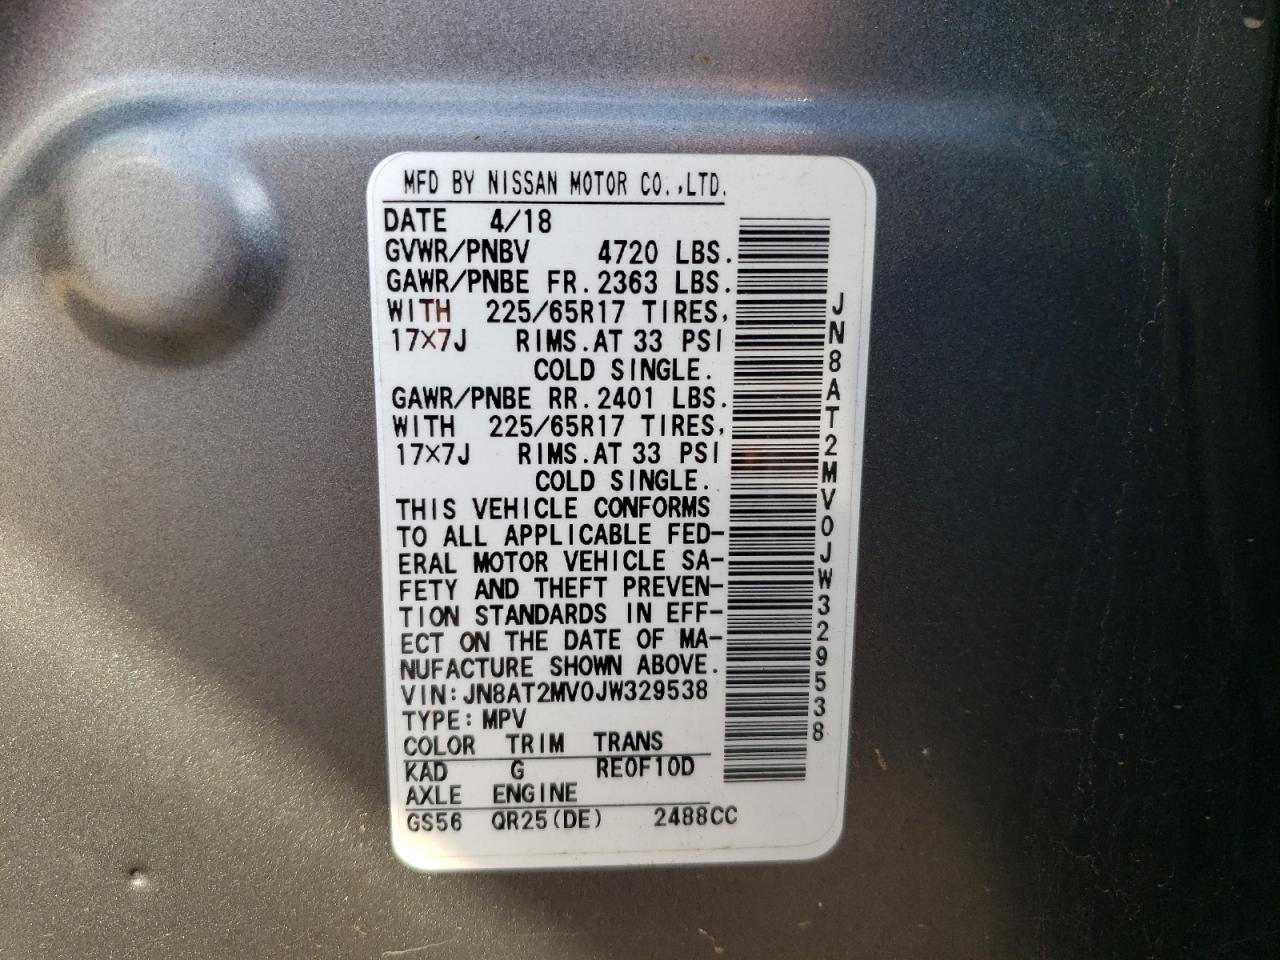 MFD BY NISSAN MOTOR CO.,LTD.
DATE 4/18
GVWR/PNBV 4720 LBS.
GAWR/PNBE FR.2363 LBS.
WITH 225/65R17 TIRES,
17×7J RIMS.AT 33 PSI
COLD SINGLE.
GAWR/PNBE RR.2401 LBS.
WITH 225/65R17 TIRES,
17×7J RIMS.AT 33 PSI
COLD SINGLE.
THIS VEHICLE CONFORMS
TO ALL APPLICABLE FED-
ERAL MOTOR VEHICLE SA-
FETY AND THEFT PREVEN-
TION STANDARDS IN EFF-
ECT ON THE DATE OF MA-
NUFACTURE SHOWN ABOVE.
VIN:JN8AT2MV0JW329538
TYPE:MPV
COLOR TRIM TRANS
KAD G RE0F10D
AXLE ENGINE
GS56 QR25(DE) 2488CC
JN8AT2MV0JW329538